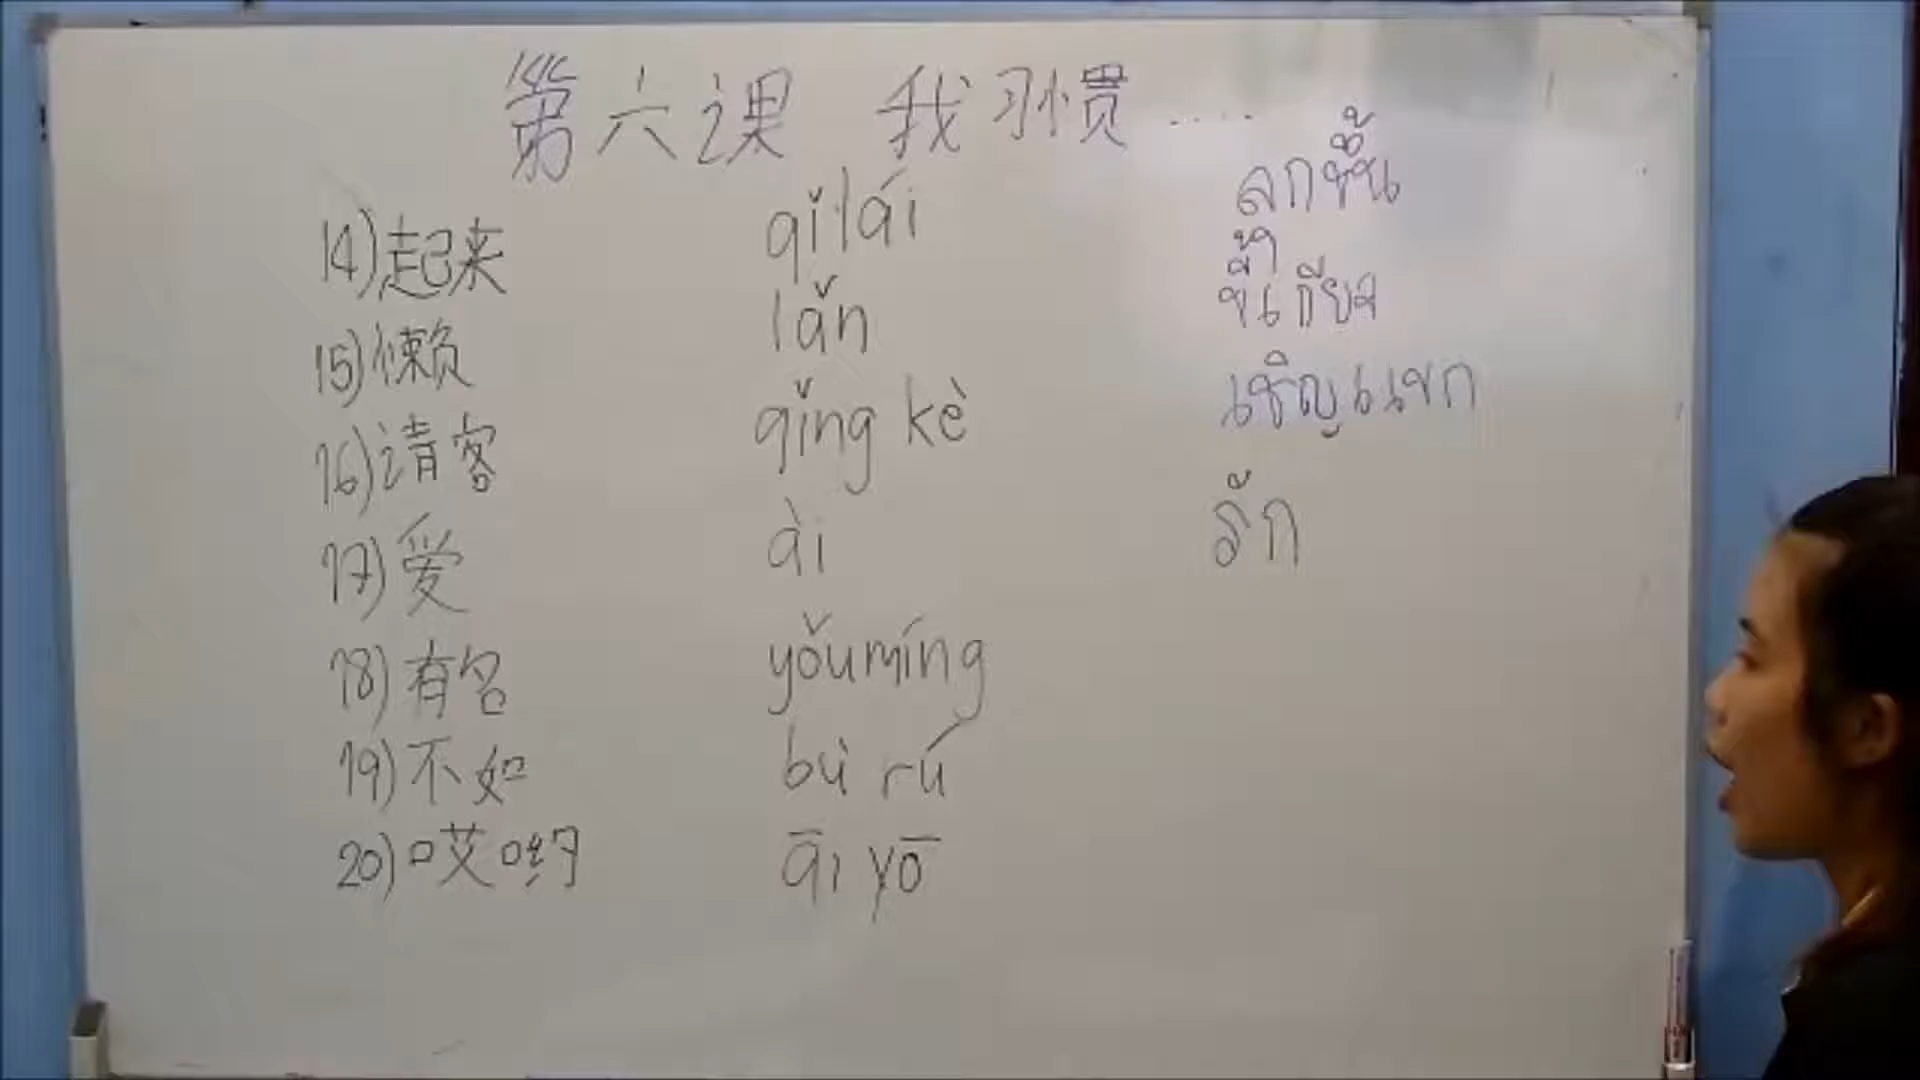 第六课 我习惯.....
14)起来 qǐlái ลุกขึ้น
15)懒 lǎn ขี้เกียจ
16)请客 qǐng kè เชิญแขก
17)爱 ài รัก
18)有名 yǒumíng
19)不如 bù rú
20)哎哟 āi yō